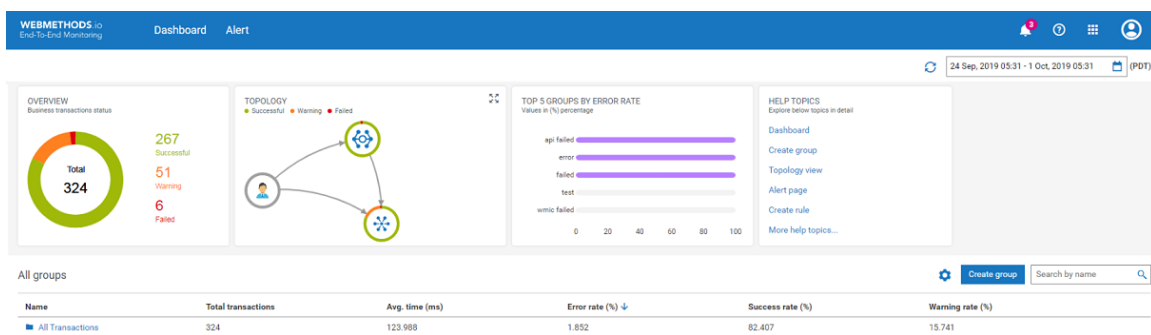 WEBMETHODS.io
End-To-End Monitoring
Dashboard
Alert
3
24 Sep, 2019 05:31 - 1 Oct, 2019 05:31
(PDT)
OVERVIEW
Business transactions status
Total
324
267
Successful
51
Warning
6
Failed
TOPOLOGY
Successful
Warning
Failed
TOP 5 GROUPS BY ERROR RATE
Values in (%) percentage
api failed
error
failed
test
wmic failed
0 20 40 60 80 100
HELP TOPICS
Explore below topics in detail
Dashboard
Create group
Topology view
Alert page
Create rule
More help topics...
All groups
Create group
Search by name
Name Total transactions Avg. time (ms) Error rate (%) Success rate (%) Warning rate (%)
All Transactions 324 123.988 1.852 82.407 15.741